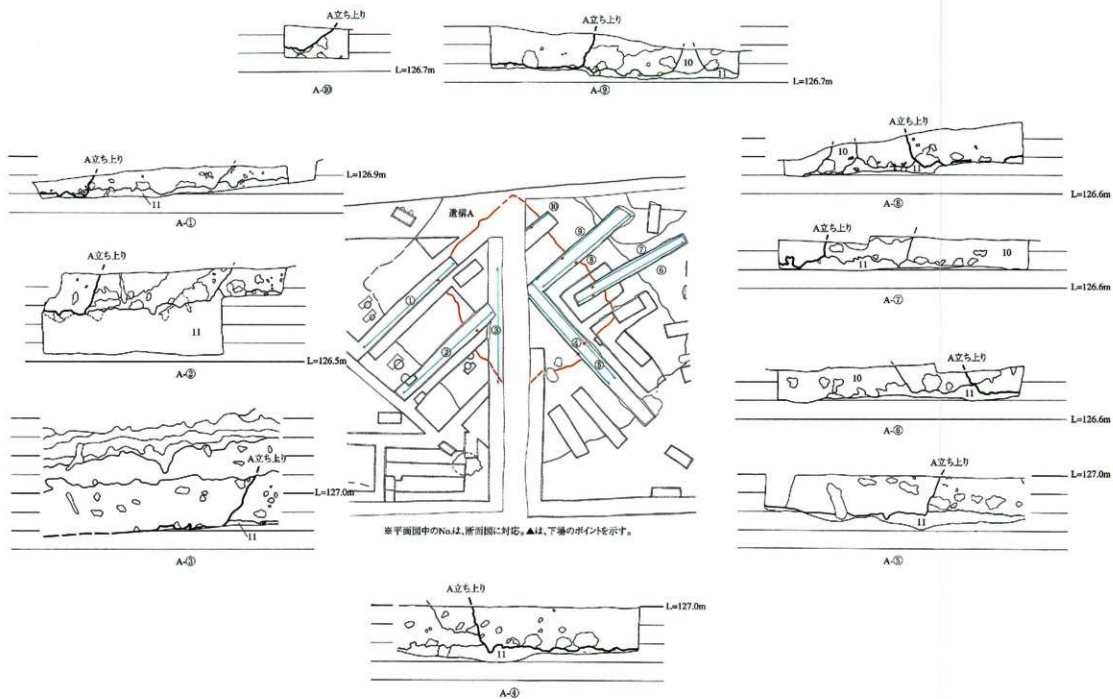 A立ち上り
L=126.7m
A-⑩
A立ち上り
10
11
L=126.7m
A-⑨
A立ち上り
L=126.9m
11
A-①
A立ち上り
10
11
L=126.6m
A-⑧
遺構A
⑩
⑨
⑧
⑦
⑥
①
②
③
④
⑤
A立ち上り
11
10
L=126.6m
A-⑦
A立ち上り
11
L=126.5m
A-②
A立ち上り
10
11
L=126.6m
A-⑥
A立ち上り
L=127.0m
11
A-③
A立ち上り
L=127.0m
11
A-⑤
※平面図中のNo.は、断面図に対応。▲は、下場のポイントを示す。
A立ち上り
L=127.0m
11
A-④